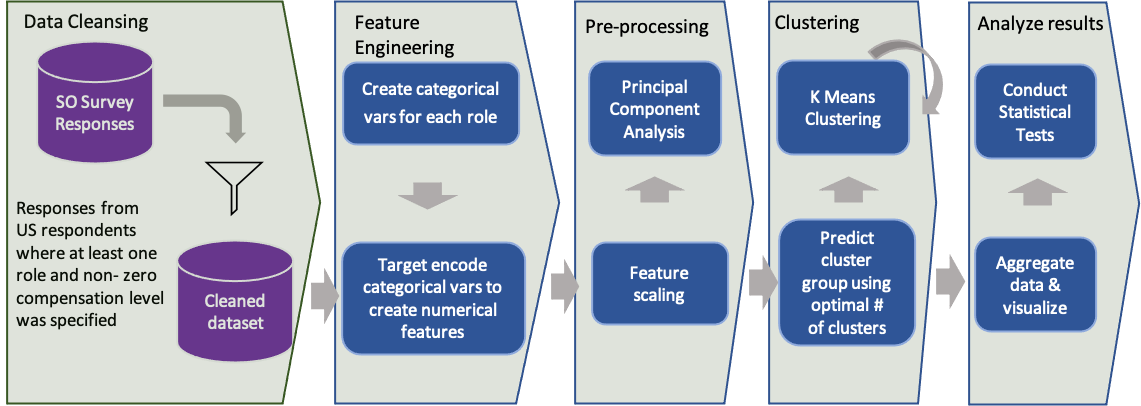 Data Cleansing
SO Survey
Responses
Responses from
US respondents
where at least one
role and non- zero
compensation level
was specified
Cleaned
dataset
Feature
Engineering
Create categorical
vars for each role
Target encode
categorical vars to
create numerical
features
Pre-processing
Principal
Component
Analysis
Feature
scaling
Clustering
K Means
Clustering
Predict
cluster
group using
optimal #
of clusters
Analyze results
Conduct
Statistical
Tests
Aggregate
data &
visualize